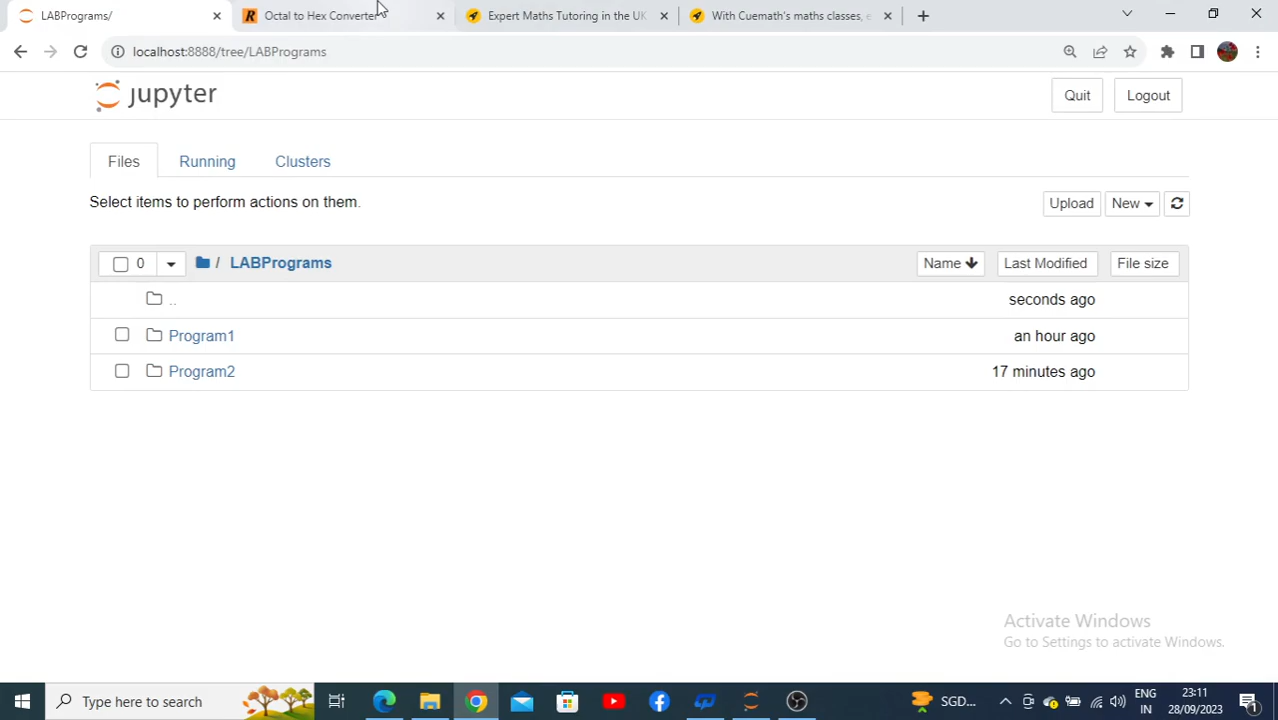 LABPrograms/
Octal to Hex Converter
Expert Maths Tutoring in the UK
With Cuemath's maths classes, e
localhost:8888/tree/LABPrograms
jupyter
Quit
Logout
Files
Running
Clusters
Select items to perform actions on them.
Upload
New
0
/ LABPrograms
Name
Last Modified
File size
..
seconds ago
Program1
an hour ago
Program2
17 minutes ago
Activate Windows
Go to Settings to activate Windows.
Type here to search
SGD...
ENG
IN
23:11
28/09/2023
1